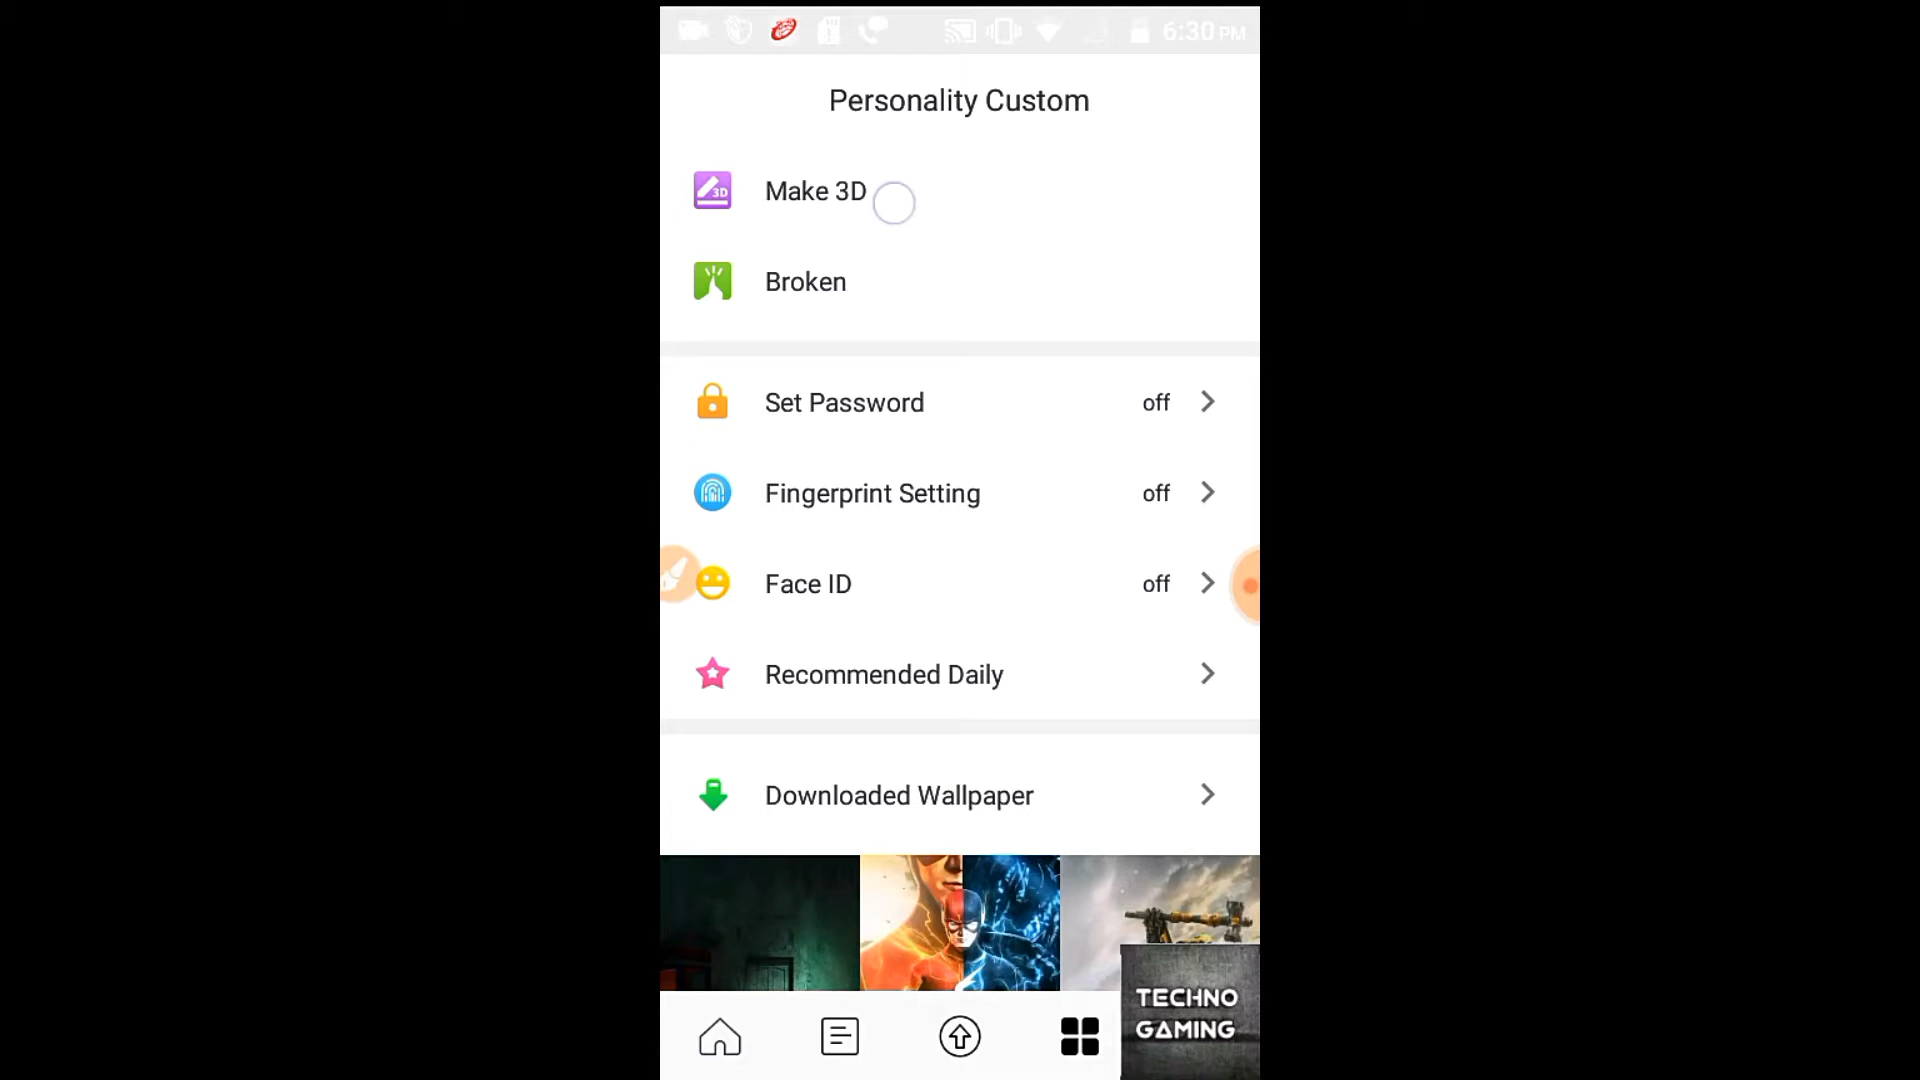 6:30 PM
Personality Custom
3D
Make 3D
Broken
Set Password off
Fingerprint Setting off
Face ID off
Recommended Daily
Downloaded Wallpaper
TECHNO
GAMING